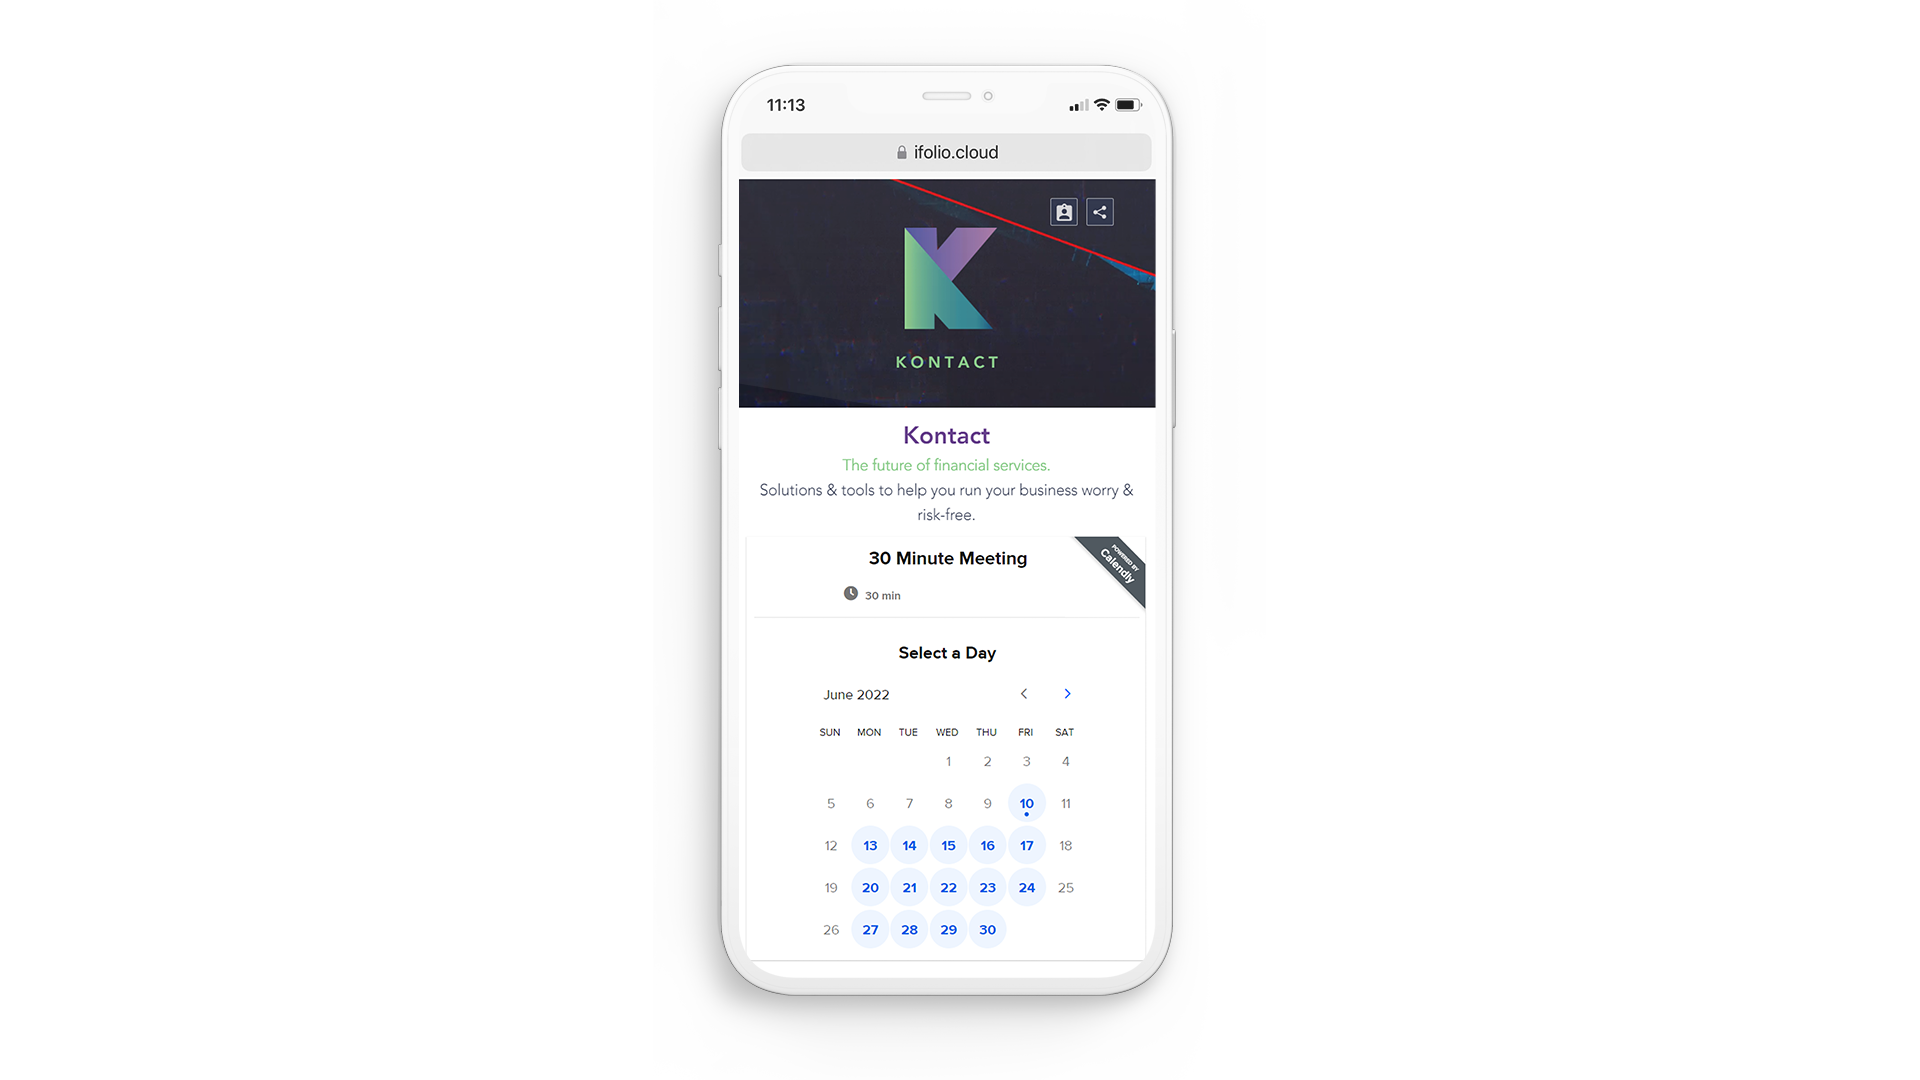 11:13
ifolio.cloud
KONTACT
Kontact
The future of financial services.
Solutions & tools to help you run your business worry &
risk-free.
30 Minute Meeting
POWERED BY
Calendly
30 min
Select a Day
June 2022
SUN MON TUE WED THU FRI SAT
1 2 3 4
5 6 7 8 9 10 11
12 13 14 15 16 17 18
19 20 21 22 23 24 25
26 27 28 29 30